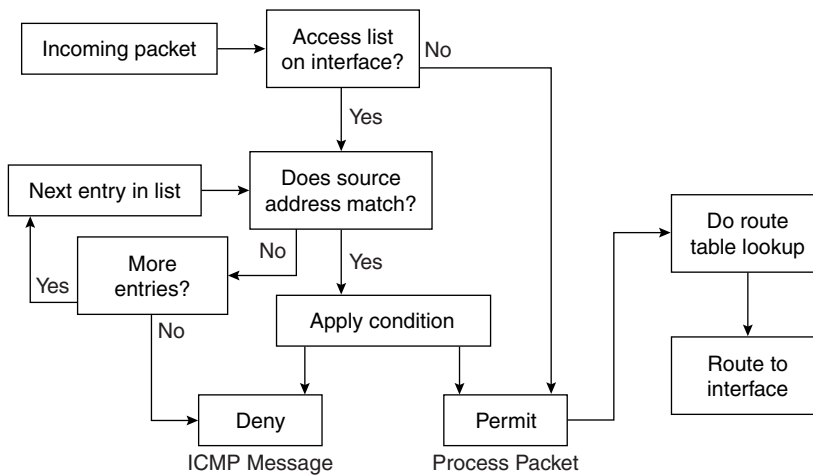 Incoming packet
Access list
on interface?
No
Yes
Next entry in list
Does source
address match?
Do route
table lookup
No
Yes
More
entries?
Yes
No
Apply condition
Route to
interface
Deny
Permit
ICMP Message
Process Packet